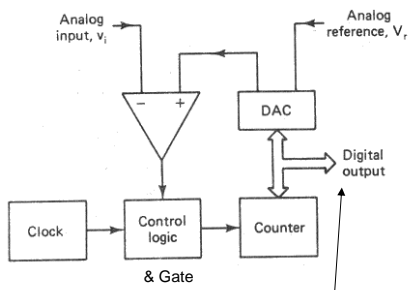 Analog
input, vi
Analog
reference, Vr
− +
DAC
Digital
output
Clock
Control
logic
Counter
& Gate